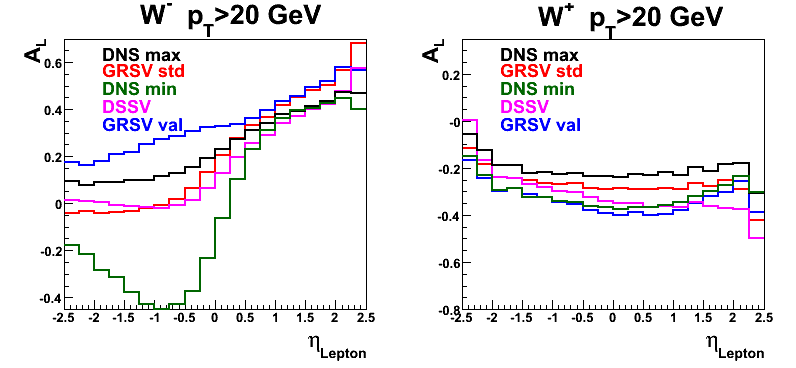 W⁻ p_T>20 GeV
A_L
DNS max
GRSV std
DNS min
DSSV
GRSV val
0.6
0.4
0.2
0
-0.2
-0.4
-2.5 -2 -1.5 -1 -0.5 0 0.5 1 1.5 2 2.5
η_Lepton
W⁺ p_T>20 GeV
A_L
DNS max
GRSV std
DNS min
DSSV
GRSV val
0.2
-0
-0.2
-0.4
-0.6
-0.8
-2.5 -2 -1.5 -1 -0.5 0 0.5 1 1.5 2 2.5
η_Lepton